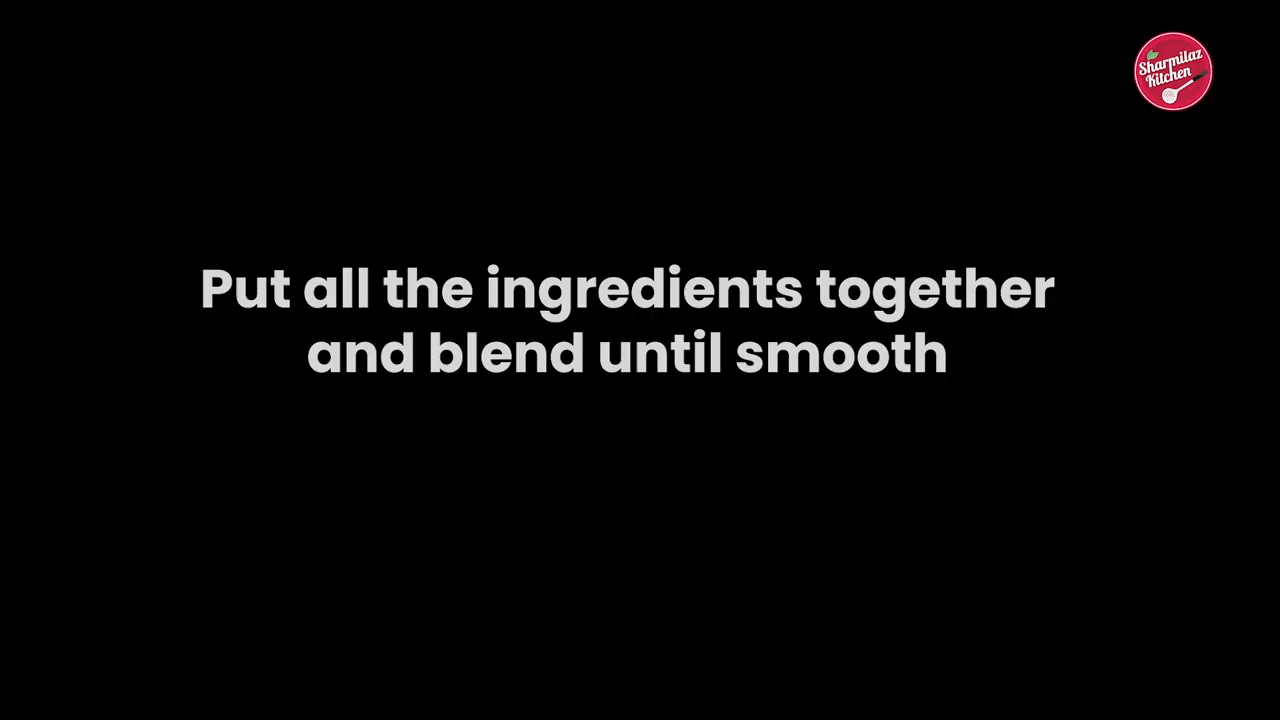 Sharmilaz
Kitchen
Put all the ingredients together
and blend until smooth